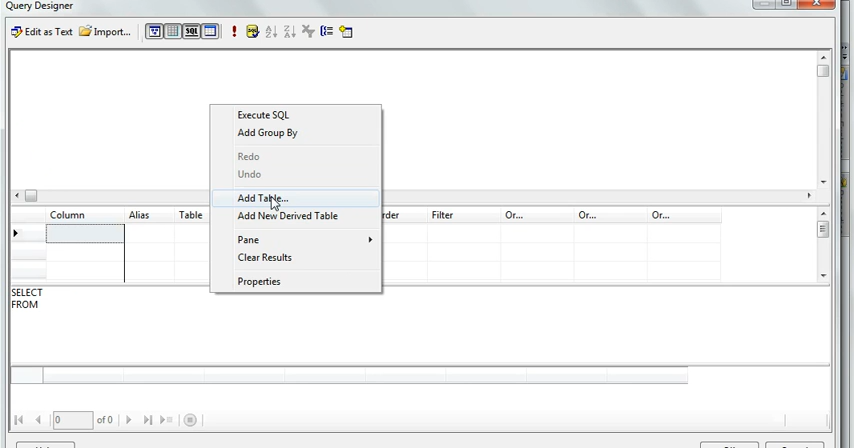 Query Designer
Edit as Text Import... SQL
Execute SQL
Add Group By
Redo
Undo
Add Table...
Add New Derived Table
Pane
Clear Results
Properties
Column Alias Table Filter Or... Or... Or...
SELECT
FROM
0 of 0